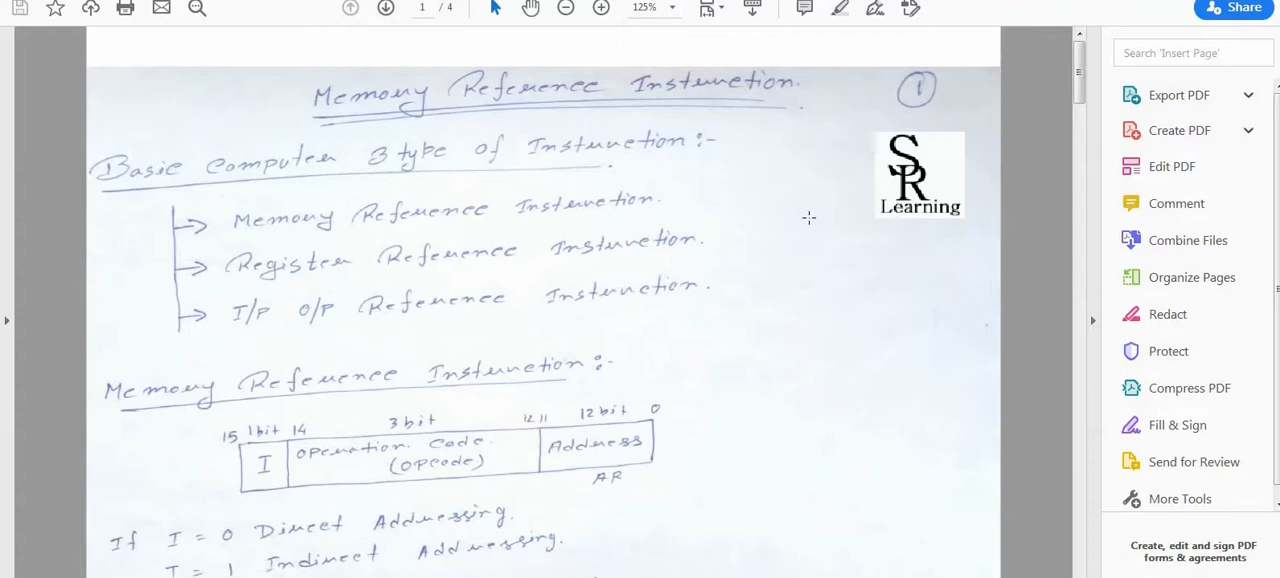 1 / 4
125%
Share
Memory Reference Instruction.
1
Basic Computer 3 type of Instruction :-
SR
Learning
Memory Reference Instruction.
Register Reference Instruction.
I/P O/P Reference Instruction.
Memory Reference Instruction :-
15 1bit 14 3bit 12 11 12bit 0
I Operation Code (Opcode) Address
AR
If I = 0 Direct Addressing.
I = 1 Indirect Addressing.
Search 'Insert Page'
Export PDF
Create PDF
Edit PDF
Comment
Combine Files
Organize Pages
Redact
Protect
Compress PDF
Fill & Sign
Send for Review
More Tools
Create, edit and sign PDF
forms & agreements